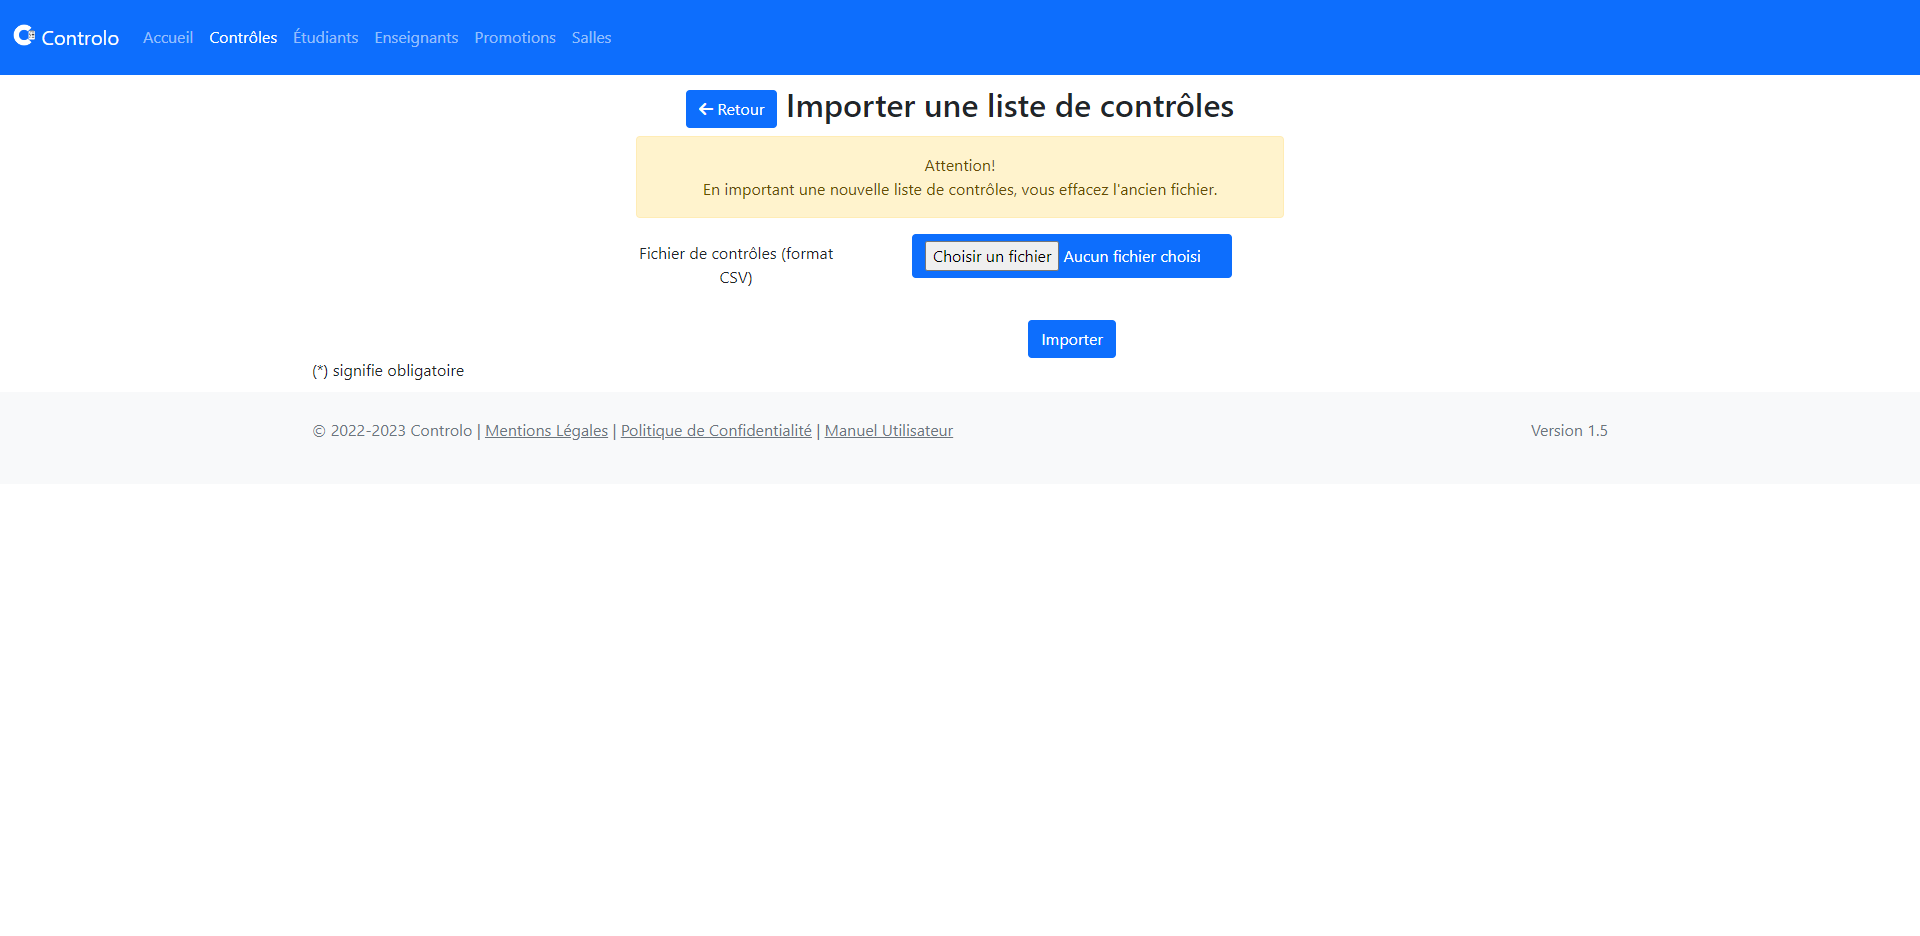 Controlo Accueil Contrôles Étudiants Enseignants Promotions Salles
Retour Importer une liste de contrôles
Attention!
En important une nouvelle liste de contrôles, vous effacez l'ancien fichier.
Fichier de contrôles (format
CSV)
Choisir un fichier Aucun fichier choisi
Importer
(*) signifie obligatoire
© 2022-2023 Controlo | Mentions Légales | Politique de Confidentialité | Manuel Utilisateur
Version 1.5